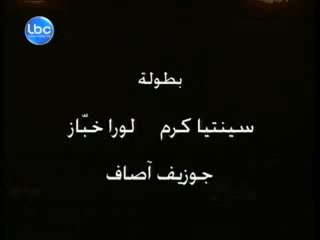 lbc
بطولة
سينتيا كرم لورا خبّاز
جوزيف آصاف